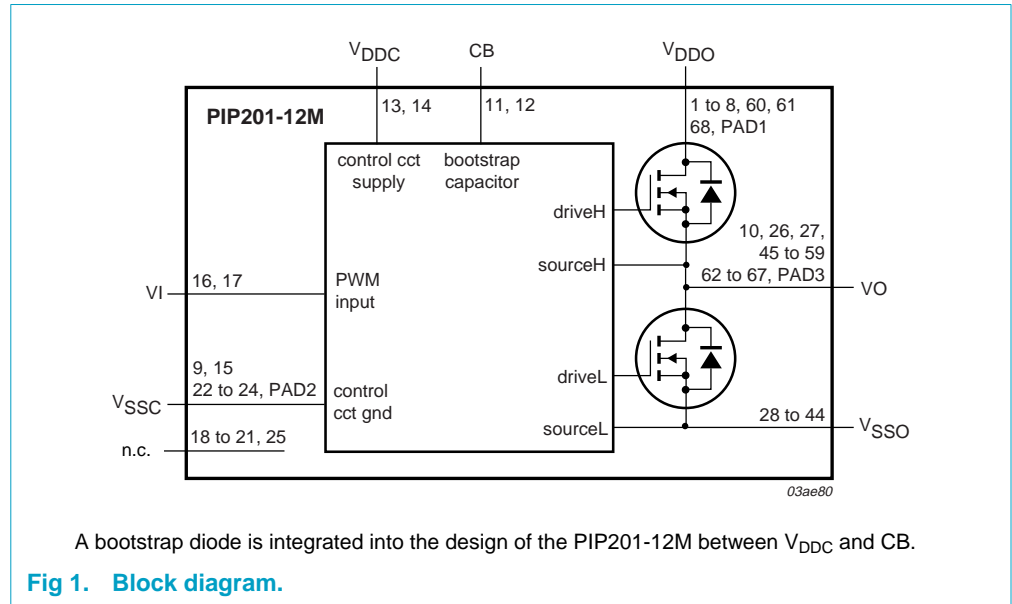 VDDC
CB
VDDO
PIP201-12M
13, 14
11, 12
1 to 8, 60, 61
68, PAD1
control cct
supply
bootstrap
capacitor
driveH
10, 26, 27,
45 to 59
62 to 67, PAD3
sourceH
VO
VI
16, 17
PWM
input
9, 15
22 to 24, PAD2
VSSC
control
cct gnd
driveL
sourceL
28 to 44
VSSO
n.c.
18 to 21, 25
03ae80
A bootstrap diode is integrated into the design of the PIP201-12M between VDDC and CB.
Fig 1. Block diagram.